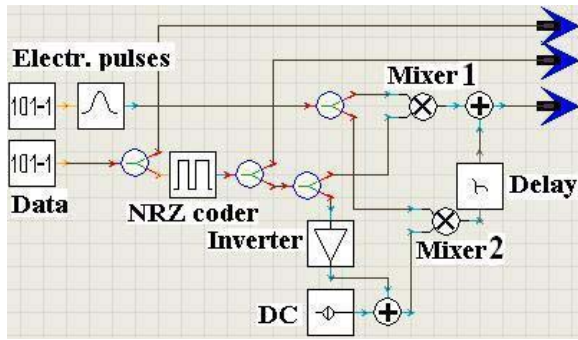 Electr. pulses
Mixer 1
101-1
101-1
Data
NRZ coder
Delay
Inverter
Mixer 2
DC